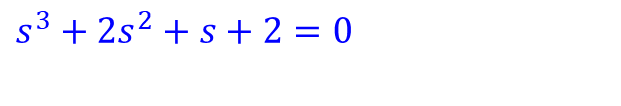 s³ + 2s² + s + 2 = 0